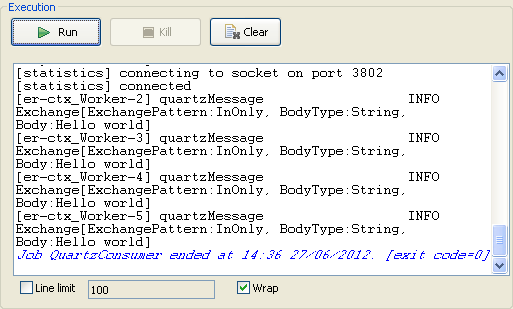 Execution
Run Kill Clear
[statistics] connecting to socket on port 3802
[statistics] connected
[er-ctx_Worker-2] quartzMessage INFO
Exchange[ExchangePattern:InOnly, BodyType:String,
Body:Hello world]
[er-ctx_Worker-3] quartzMessage INFO
Exchange[ExchangePattern:InOnly, BodyType:String,
Body:Hello world]
[er-ctx_Worker-4] quartzMessage INFO
Exchange[ExchangePattern:InOnly, BodyType:String,
Body:Hello world]
[er-ctx_Worker-5] quartzMessage INFO
Exchange[ExchangePattern:InOnly, BodyType:String,
Body:Hello world]
Job QuartzConsumer ended at 14:36 27/06/2012. [exit code=0]
Line limit 100 Wrap